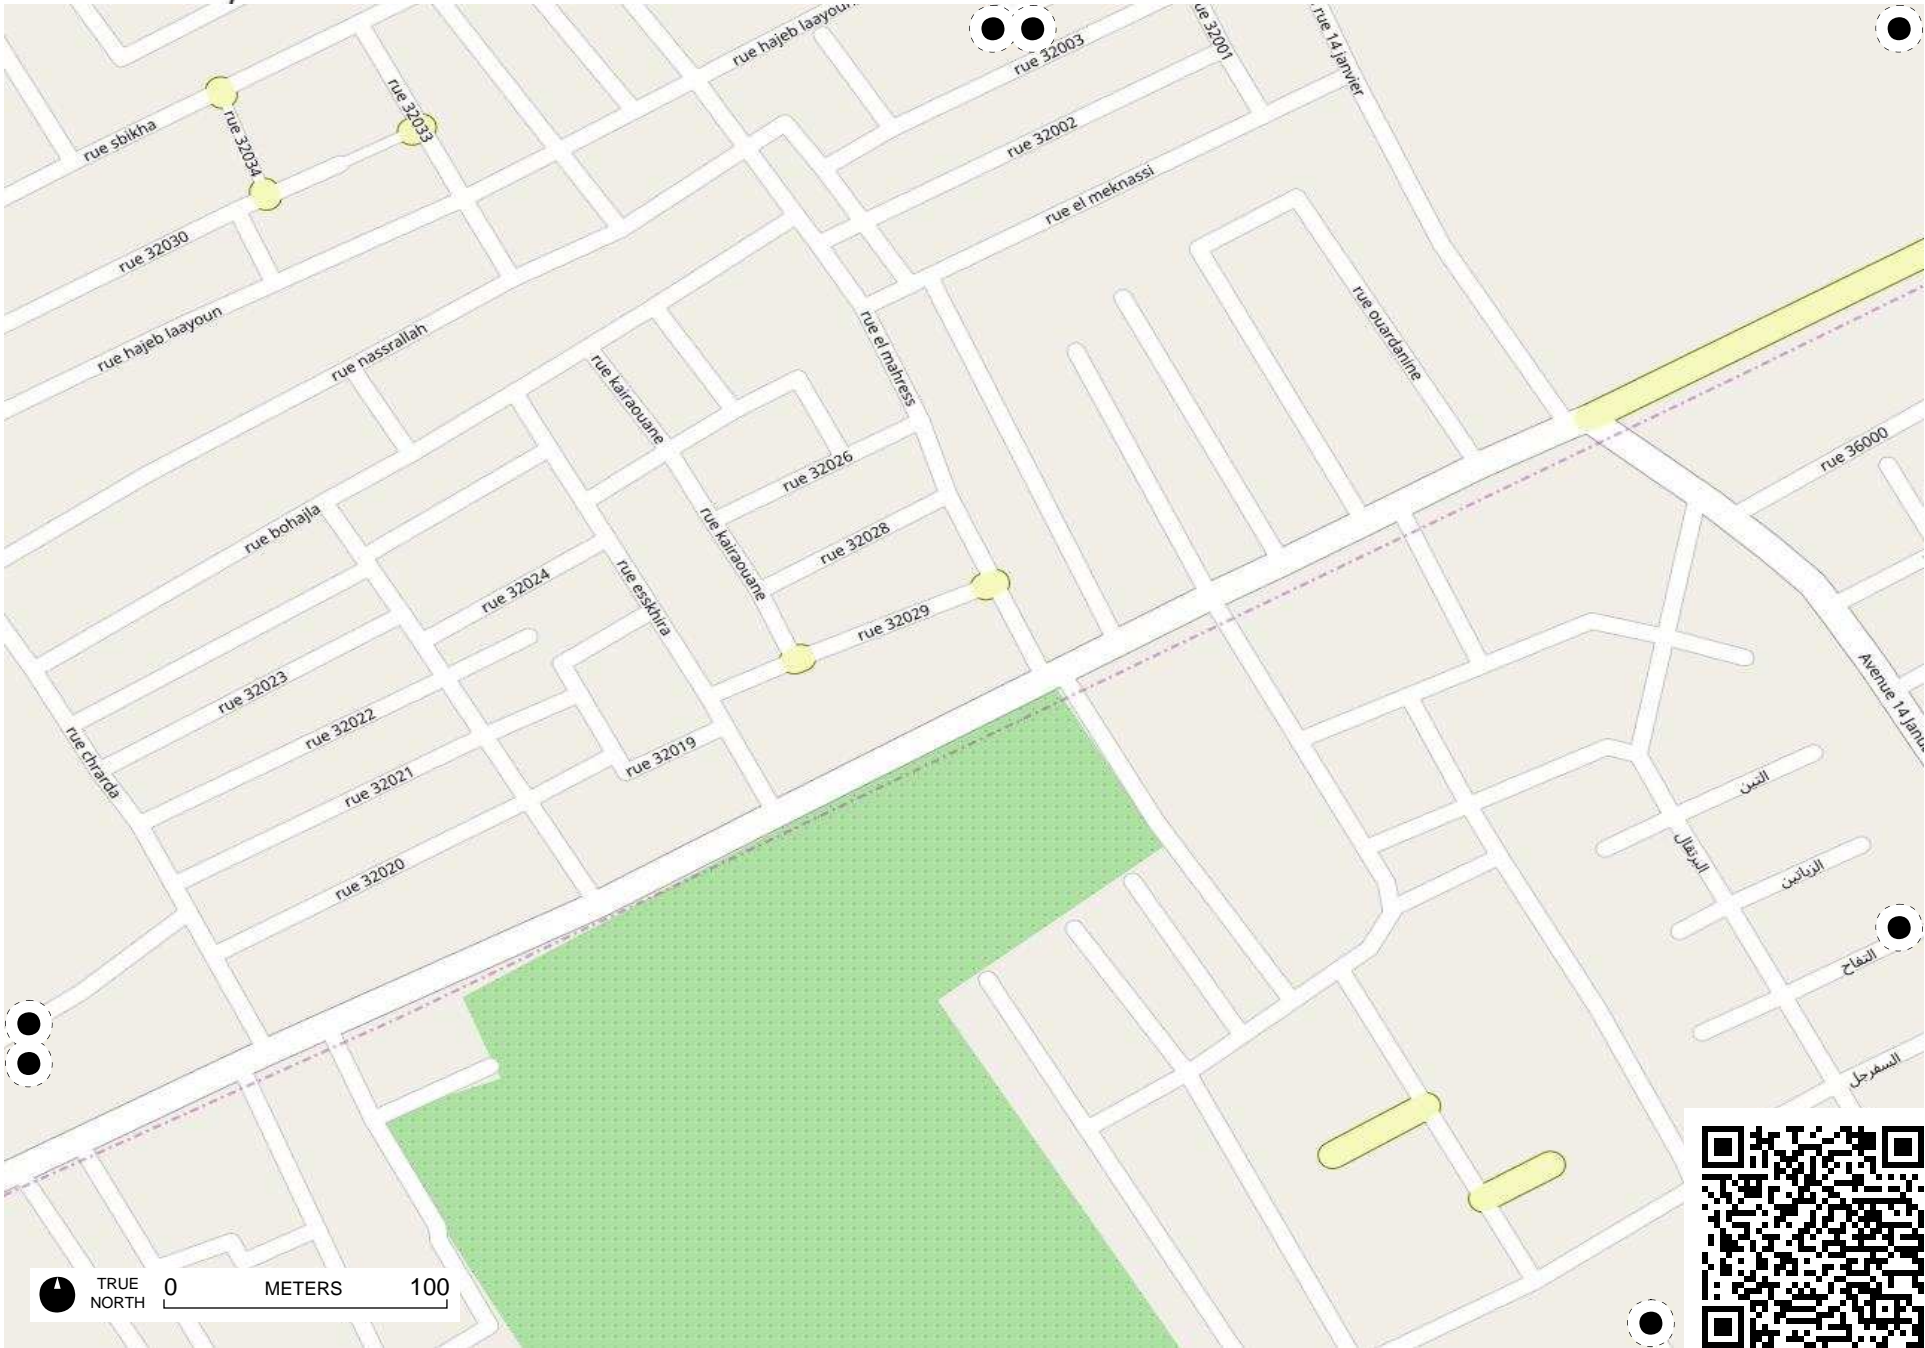 rue hajeb laayoun
rue 32003
rue 32001
rue 14 janvier
rue sbikha
rue 32034
rue 32033
rue 32002
rue el meknassi
rue 32030
rue hajeb laayoun
rue nassrallah
rue el mahress
rue ouardanine
rue kairaouane
rue 36000
rue 32026
rue bohajla
rue 32028
rue kairaouane
rue 32024
rue esskhira
rue 32029
rue 32023
rue 32022
rue chrarda
rue 32019
rue 32021
rue 32020
Avenue 14 Janu
التين
البرتقال
الزياتين
التفاح
السفرجل
TRUE NORTH
0 METERS 100